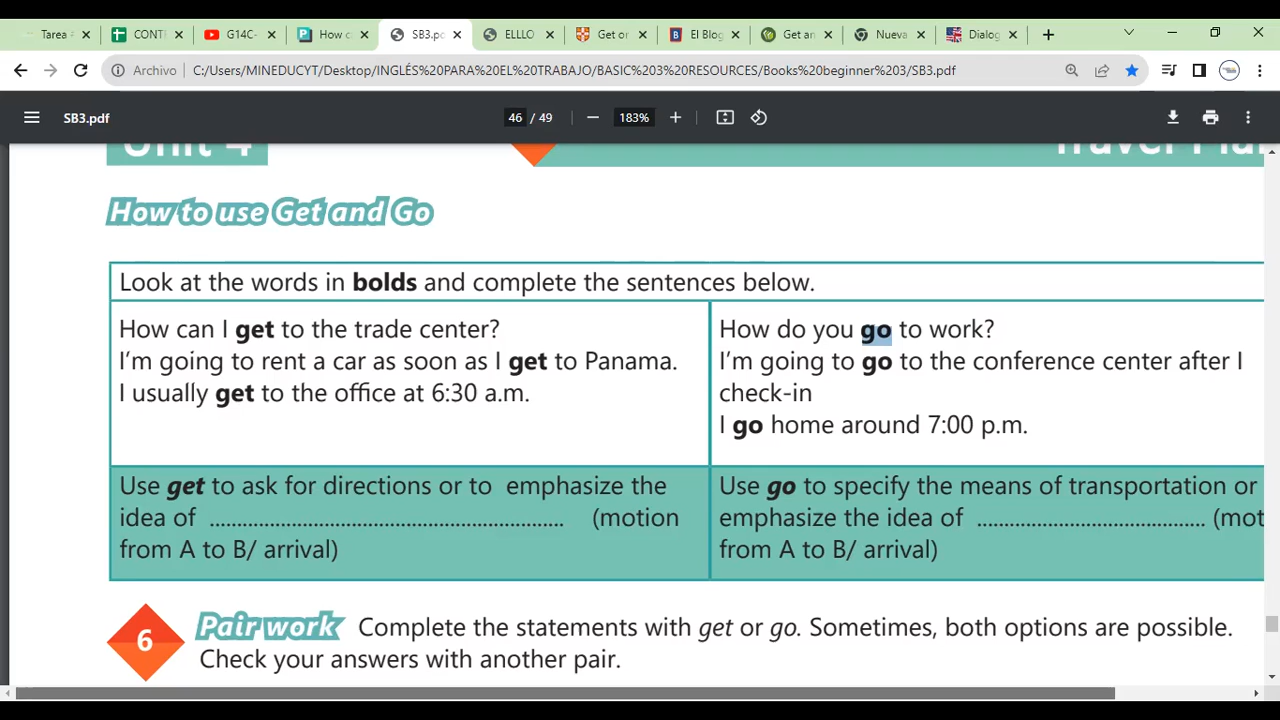 Tarea
CONTI
G14C-
How c
SB3.pd
ELLLO
Get or
El Blog
Get an
Nueva
Dialog
Archivo
C:/Users/MINEDUCYT/Desktop/INGLÉS%20PARA%20EL%20TRABAJO/BASIC%203%20RESOURCES/Books%20beginner%203/SB3.pdf
SB3.pdf
46 / 49
183%
Unit 4
Travel Plan
How to use Get and Go
Look at the words in bolds and complete the sentences below.
How can I get to the trade center?
I'm going to rent a car as soon as I get to Panama.
I usually get to the office at 6:30 a.m.
How do you go to work?
I'm going to go to the conference center after I
check-in
I go home around 7:00 p.m.
Use get to ask for directions or to emphasize the
idea of ........................................................ (motion
from A to B/ arrival)
Use go to specify the means of transportation or
emphasize the idea of .................................... (mot
from A to B/ arrival)
6
Pair work Complete the statements with get or go. Sometimes, both options are possible.
Check your answers with another pair.